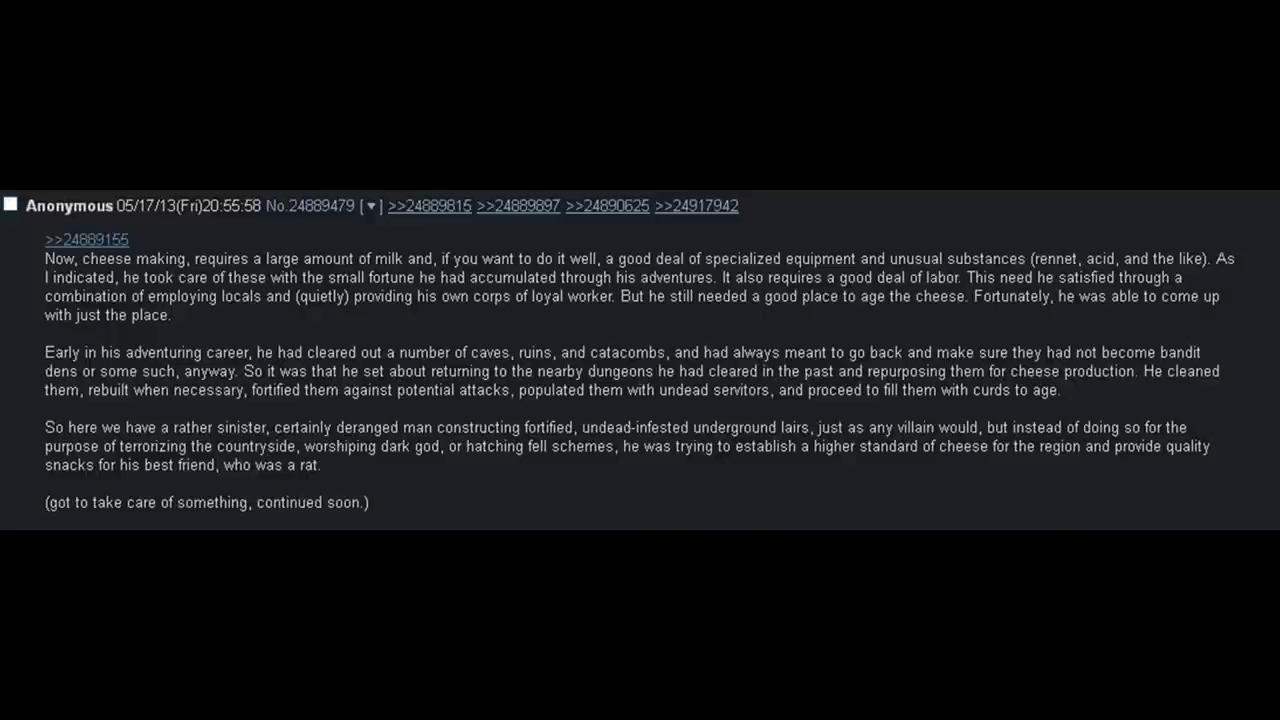 Anonymous 05/17/13(Fri)20:55:58 No.24889479 [▼] >>24889815 >>24889897 >>24890625 >>24917942
>>24889155
Now, cheese making, requires a large amount of milk and, if you want to do it well, a good deal of specialized equipment and unusual substances (rennet, acid, and the like). As
I indicated, he took care of these with the small fortune he had accumulated through his adventures. It also requires a good deal of labor. This need he satisfied through a
combination of employing locals and (quietly) providing his own corps of loyal worker. But he still needed a good place to age the cheese. Fortunately, he was able to come up
with just the place.
Early in his adventuring career, he had cleared out a number of caves, ruins, and catacombs, and had always meant to go back and make sure they had not become bandit
dens or some such, anyway. So it was that he set about returning to the nearby dungeons he had cleared in the past and repurposing them for cheese production. He cleaned
them, rebuilt when necessary, fortified them against potential attacks, populated them with undead servitors, and proceed to fill them with curds to age.
So here we have a rather sinister, certainly deranged man constructing fortified, undead-infested underground lairs, just as any villain would, but instead of doing so for the
purpose of terrorizing the countryside, worshiping dark god, or hatching fell schemes, he was trying to establish a higher standard of cheese for the region and provide quality
snacks for his best friend, who was a rat.
(got to take care of something, continued soon.)